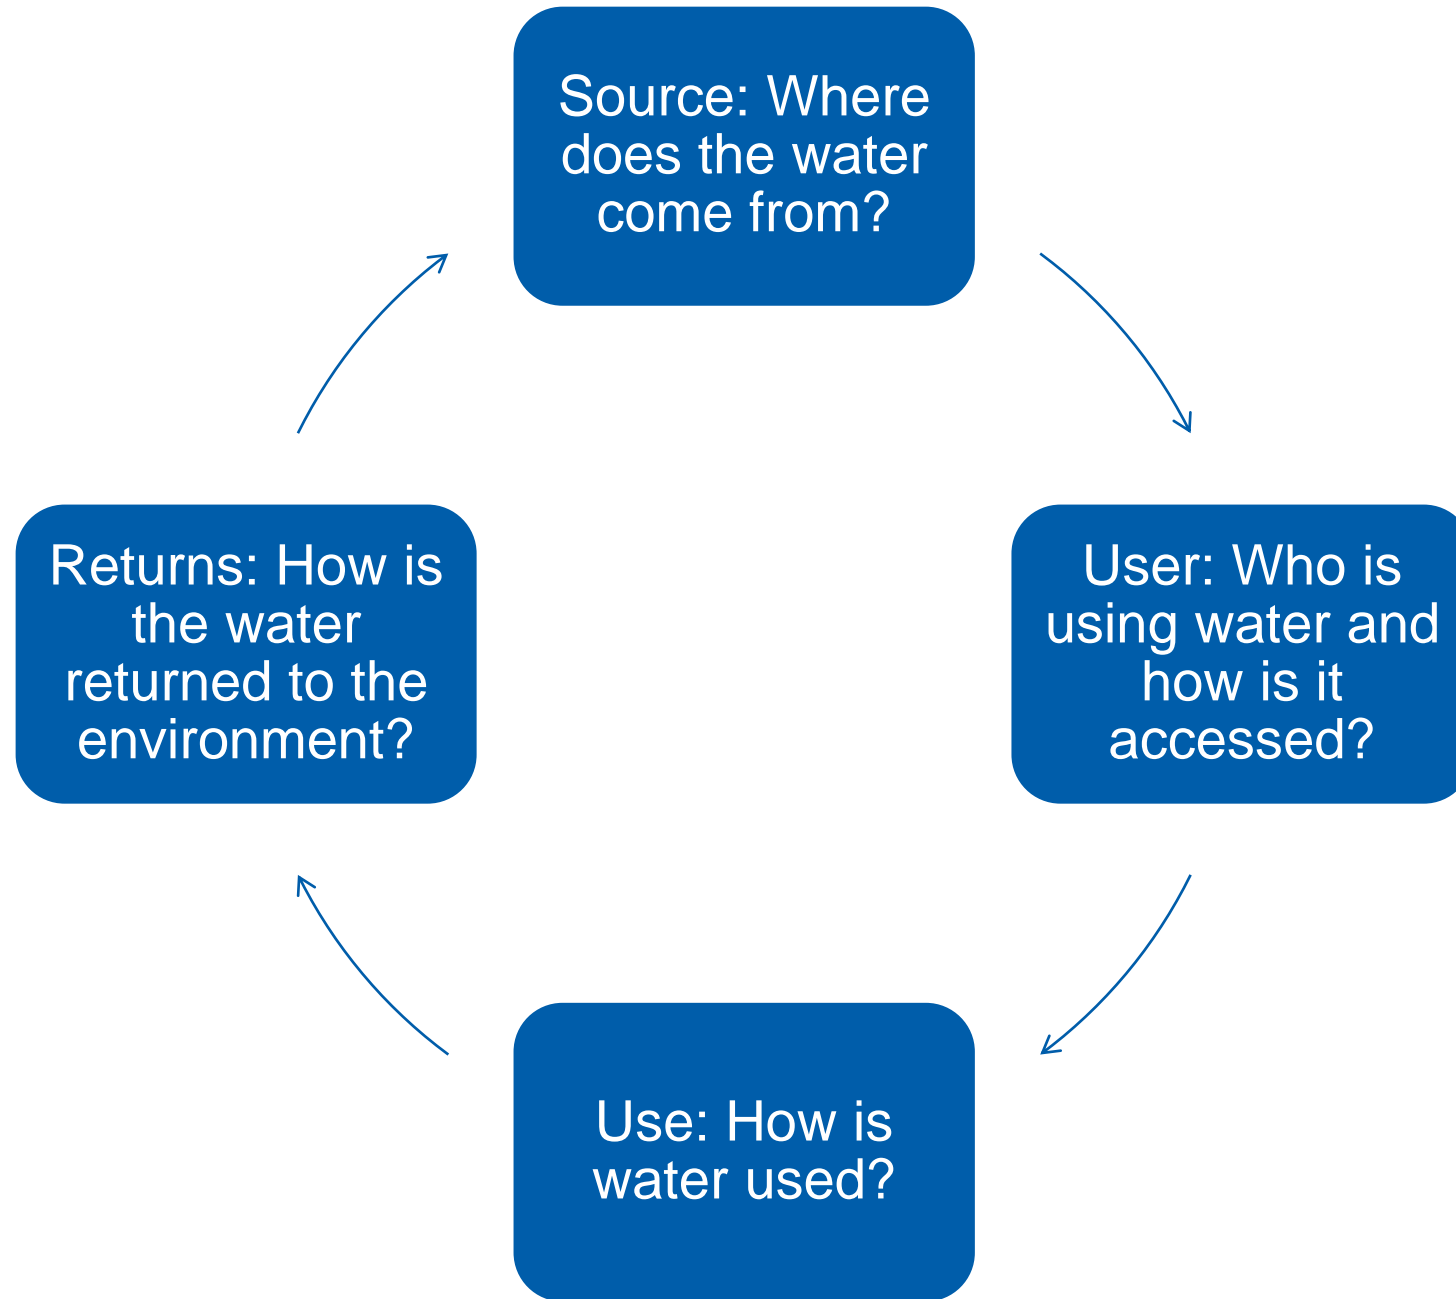 Source: Where
does the water
come from?
User: Who is
using water and
how is it
accessed?
Use: How is
water used?
Returns: How is
the water
returned to the
environment?